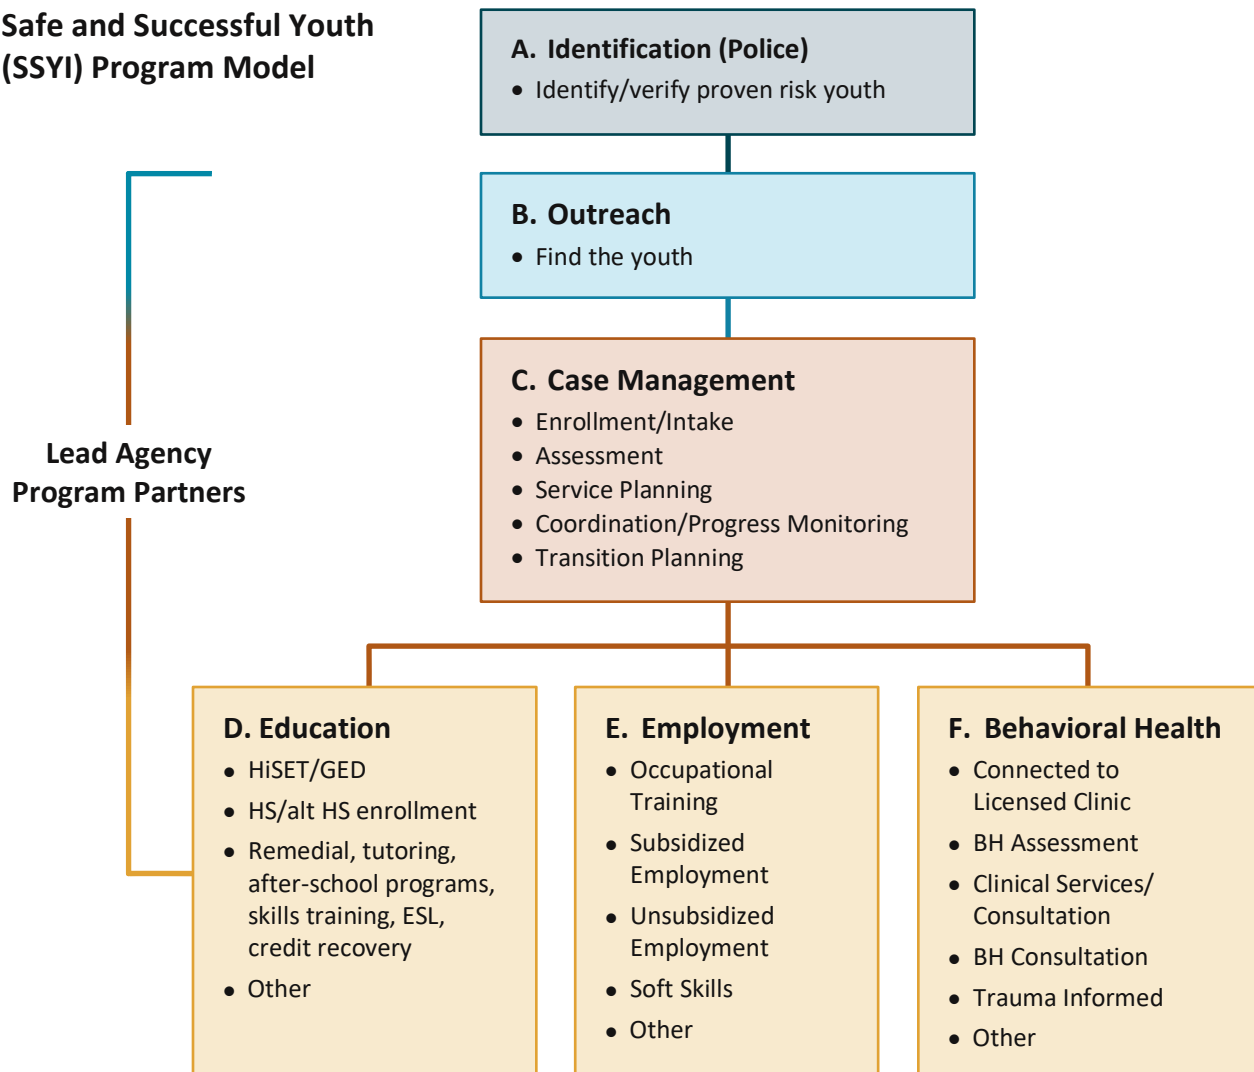 Safe and Successful Youth
(SSYI) Program Model
A. Identification (Police)
• Identify/verify proven risk youth
B. Outreach
• Find the youth
C. Case Management
• Enrollment/Intake
• Assessment
• Service Planning
• Coordination/Progress Monitoring
• Transition Planning
Lead Agency
Program Partners
D. Education
• HiSET/GED
• HS/alt HS enrollment
• Remedial, tutoring,
after-school programs,
skills training, ESL,
credit recovery
• Other
E. Employment
• Occupational
Training
• Subsidized
Employment
• Unsubsidized
Employment
• Soft Skills
• Other
F. Behavioral Health
• Connected to
Licensed Clinic
• BH Assessment
• Clinical Services/
Consultation
• BH Consultation
• Trauma Informed
• Other